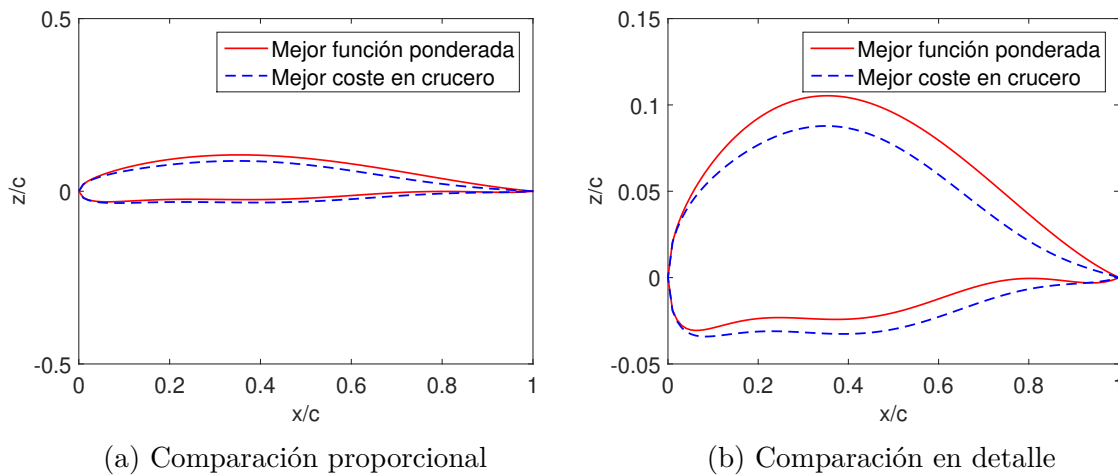 0.5
0
-0.5
z/c
0 0.2 0.4 0.6 0.8 1
x/c
Mejor función ponderada
Mejor coste en crucero
(a) Comparación proporcional
0.15
0.1
0.05
0
-0.05
z/c
0 0.2 0.4 0.6 0.8 1
x/c
Mejor función ponderada
Mejor coste en crucero
(b) Comparación en detalle